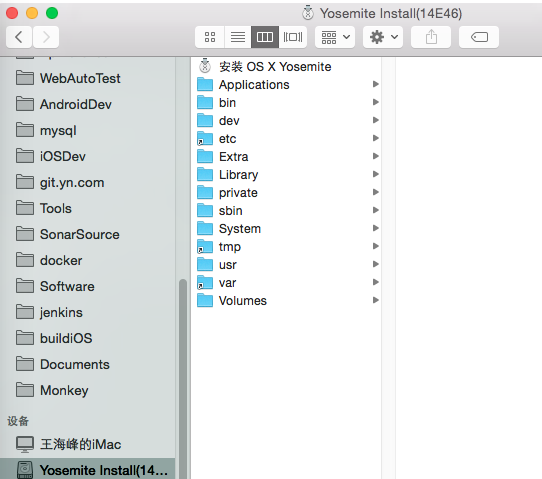 Yosemite Install(14E46)
WebAutoTest
AndroidDev
mysql
iOSDev
git.yn.com
Tools
SonarSource
docker
Software
jenkins
buildiOS
Documents
Monkey
设备
王海峰的iMac
Yosemite Install(14...
安装 OS X Yosemite
Applications
bin
dev
etc
Extra
Library
private
sbin
System
tmp
usr
var
Volumes